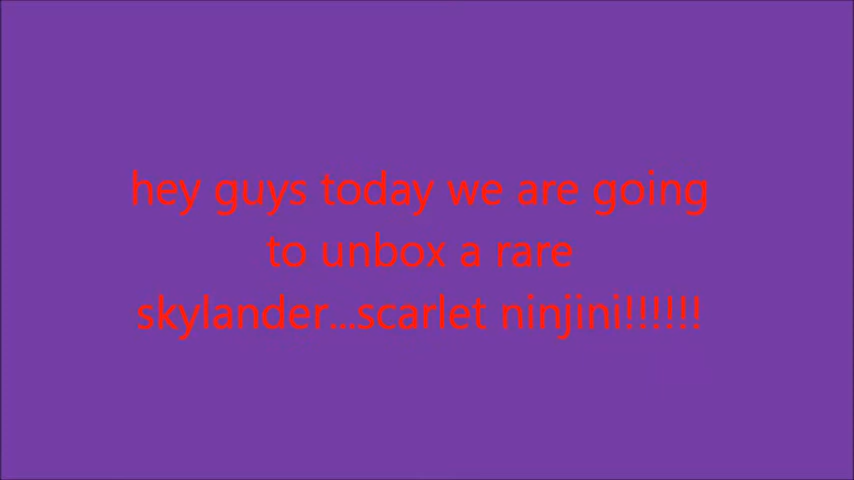 hey guys today we are going
to unbox a rare
skylander...scarlet ninjini!!!!!!